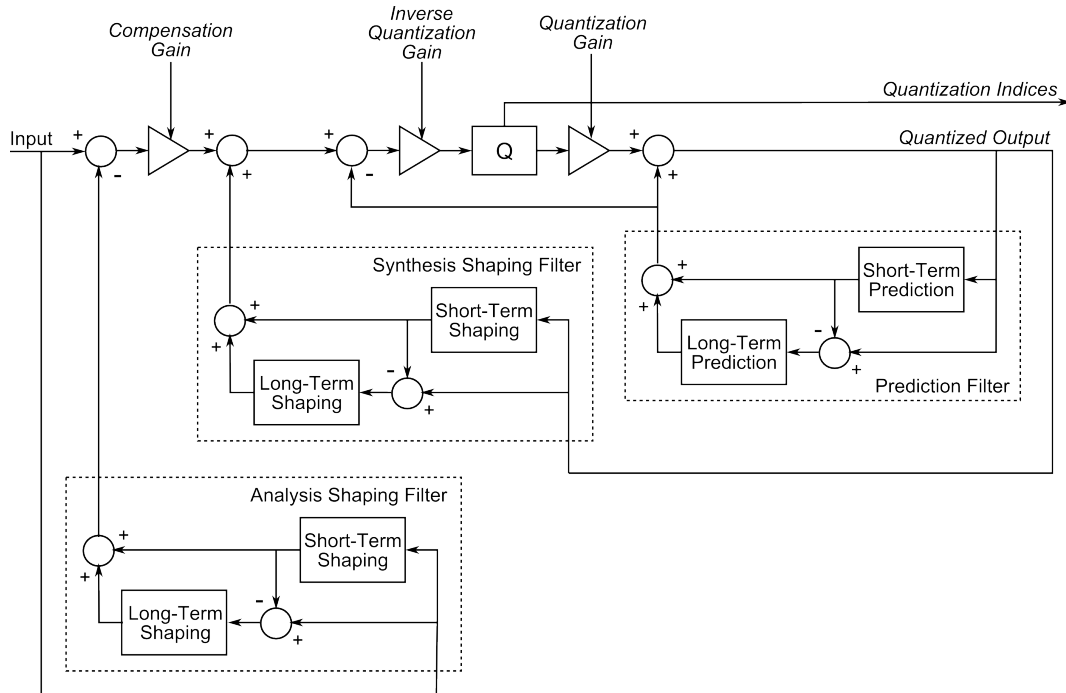 Compensation
Gain
Inverse
Quantization
Gain
Quantization
Gain
Quantization Indices
Input
+
-
+
+
+
-
Q
+
+
Quantized Output
Synthesis Shaping Filter
Short-Term
Shaping
+
+
-
+
Long-Term
Shaping
Short-Term
Prediction
+
+
-
+
Long-Term
Prediction
Prediction Filter
Analysis Shaping Filter
Short-Term
Shaping
+
+
-
+
Long-Term
Shaping